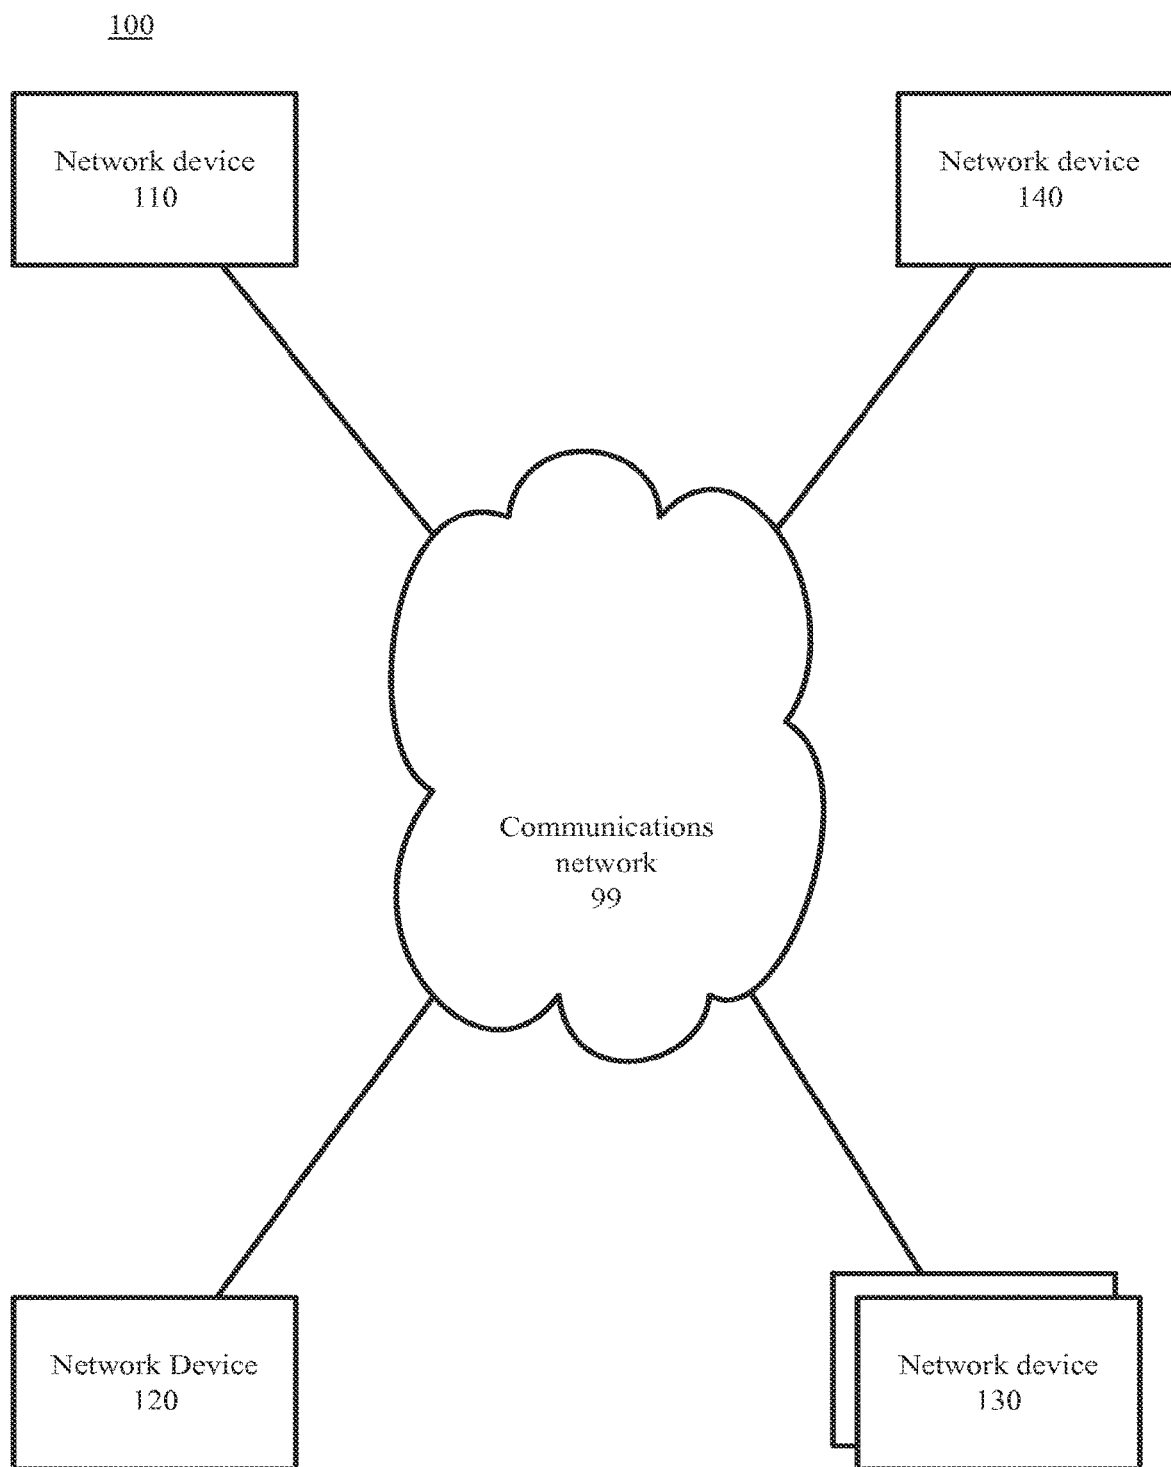 100
Network device
110
Network device
140
Communications
network
99
Network Device
120
Network device
130